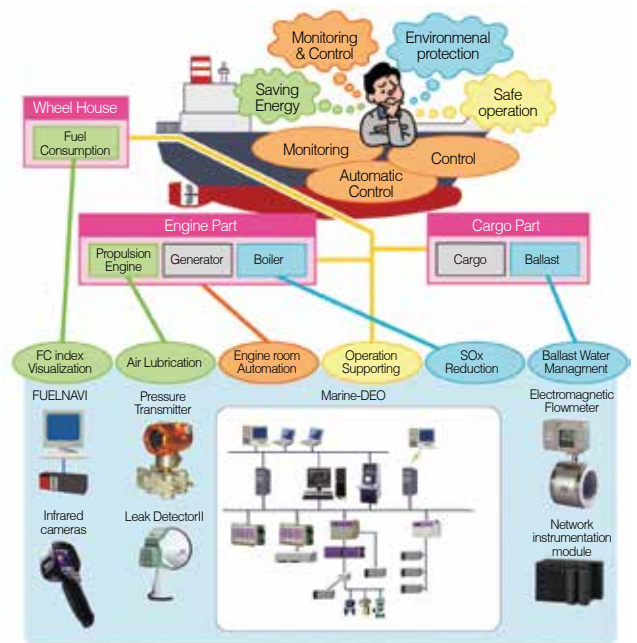 Monitoring
& Control
Environmenal
protection
Saving
Energy
Safe
operation
Wheel House
Fuel
Consumption
Monitoring
Control
Automatic
Control
Engine Part
Propulsion
Engine
Generator
Boiler
Cargo Part
Cargo
Ballast
FC index
Visualization
Air Lubrication
Engine room
Automation
Operation
Supporting
SOx
Reduction
Ballast Water
Managment
FUELNAVI
Pressure
Transmitter
Marine-DEO
Electromagnetic
Flowmeter
Infrared
cameras
Leak DetectorII
Network
instrumentation
module